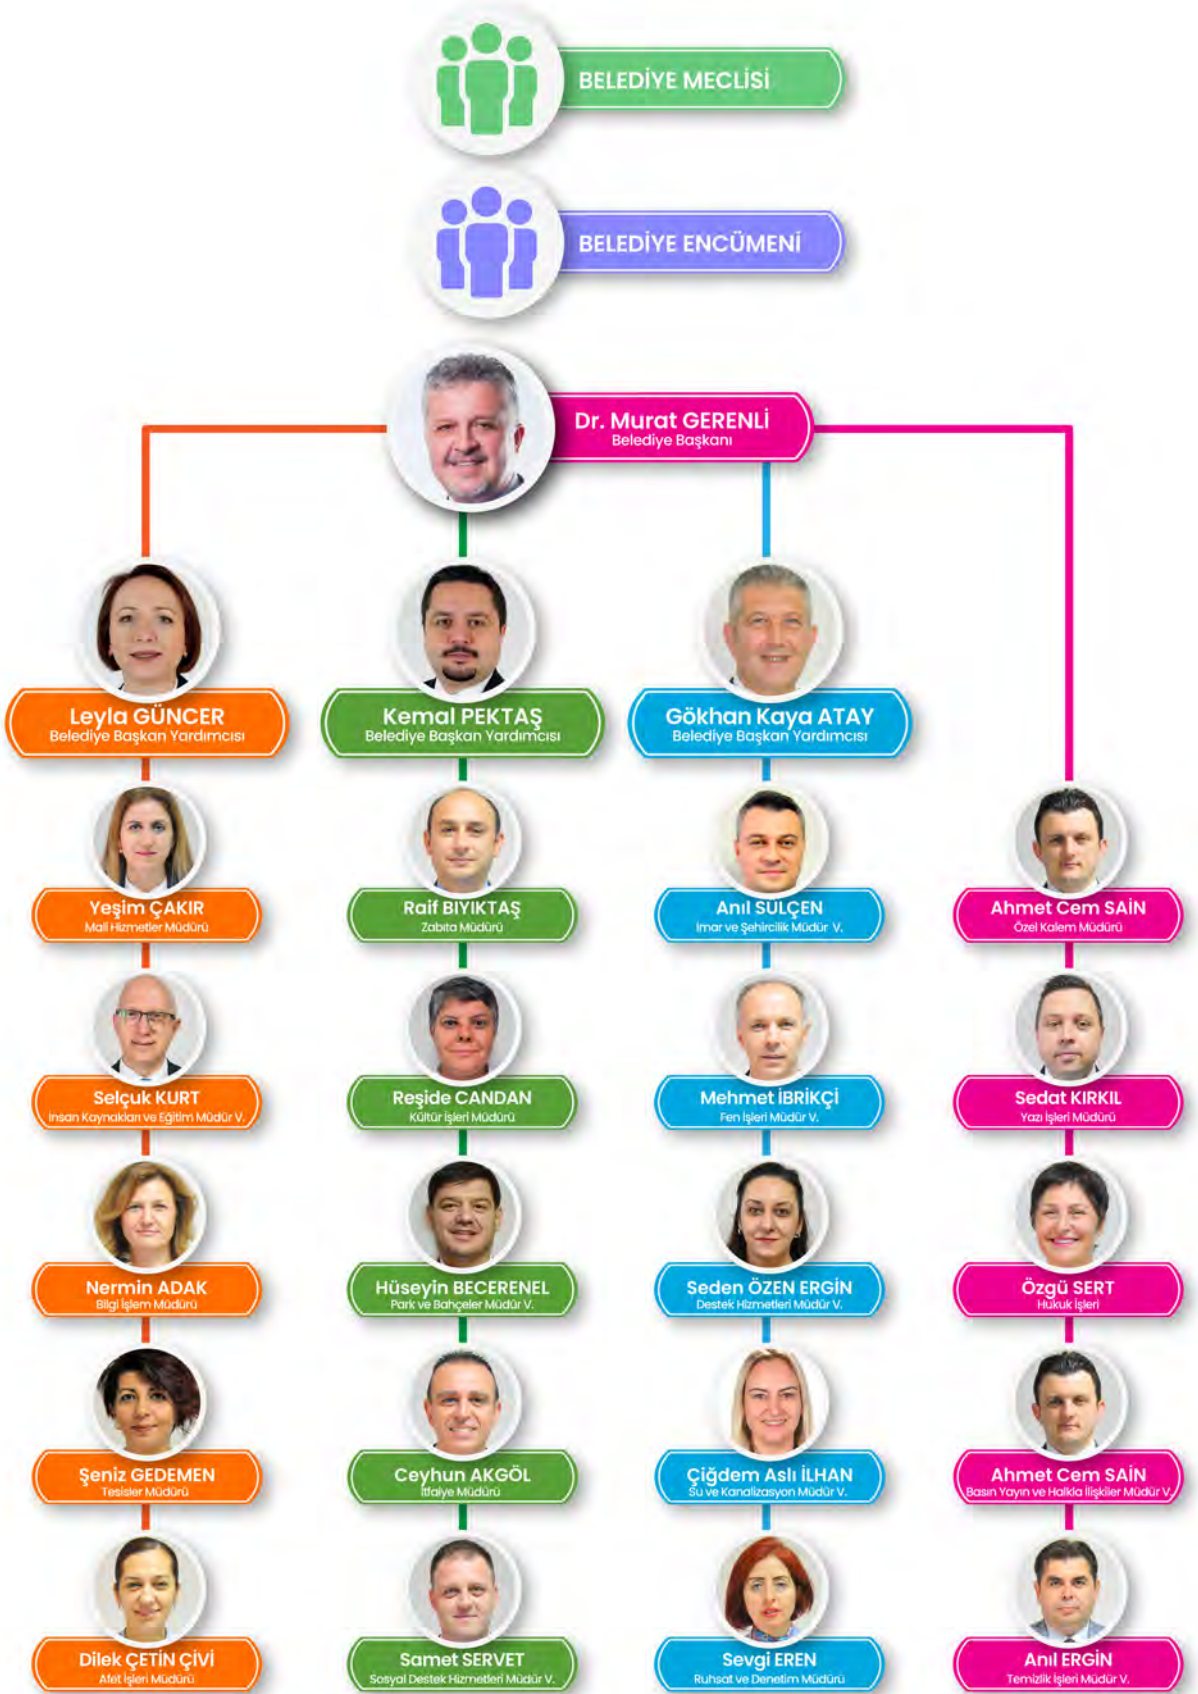 BELEDİYE MECLİSİ
BELEDİYE ENCÜMENİ
Dr. Murat GERENLİ
Belediye Başkanı
Leyla GÜNCER
Belediye Başkan Yardımcısı
Kemal PEKTAŞ
Belediye Başkan Yardımcısı
Gökhan Kaya ATAY
Belediye Başkan Yardımcısı
Yeşim ÇAKIR
Mali Hizmetler Müdürü
Raif BIYIKTAŞ
Zabıta Müdürü
Anıl SÜLÇEN
İmar ve Şehircilik Müdür V.
Ahmet Cem SAİN
Özel Kalem Müdürü
Selçuk KURT
İnsan Kaynakları ve Eğitim Müdür V.
Reşide CANDAN
Kültür İşleri Müdürü
Mehmet İBRİKÇİ
Fen İşleri Müdür V.
Sedat KIRKIL
Yazı İşleri Müdürü
Nermin ADAK
Bilgi İşlem Müdürü
Hüseyin BECERENEL
Park ve Bahçeler Müdür V.
Seden ÖZEN ERGİN
Destek Hizmetleri Müdür V.
Özgü SERT
Hukuk İşleri
Şeniz GEDEMEN
Tesisler Müdürü
Ceyhun AKGÖL
İtfaiye Müdürü
Çiğdem Aslı İLHAN
Su ve Kanalizasyon Müdür V.
Ahmet Cem SAİN
Basın Yayın ve Halkla İlişkiler Müdür V.
Dilek ÇETİN ÇİVİ
Afet İşleri Müdürü
Samet SERVET
Sosyal Destek Hizmetleri Müdür V.
Sevgi EREN
Ruhsat ve Denetim Müdürü
Anıl ERGİN
Temizlik İşleri Müdür V.